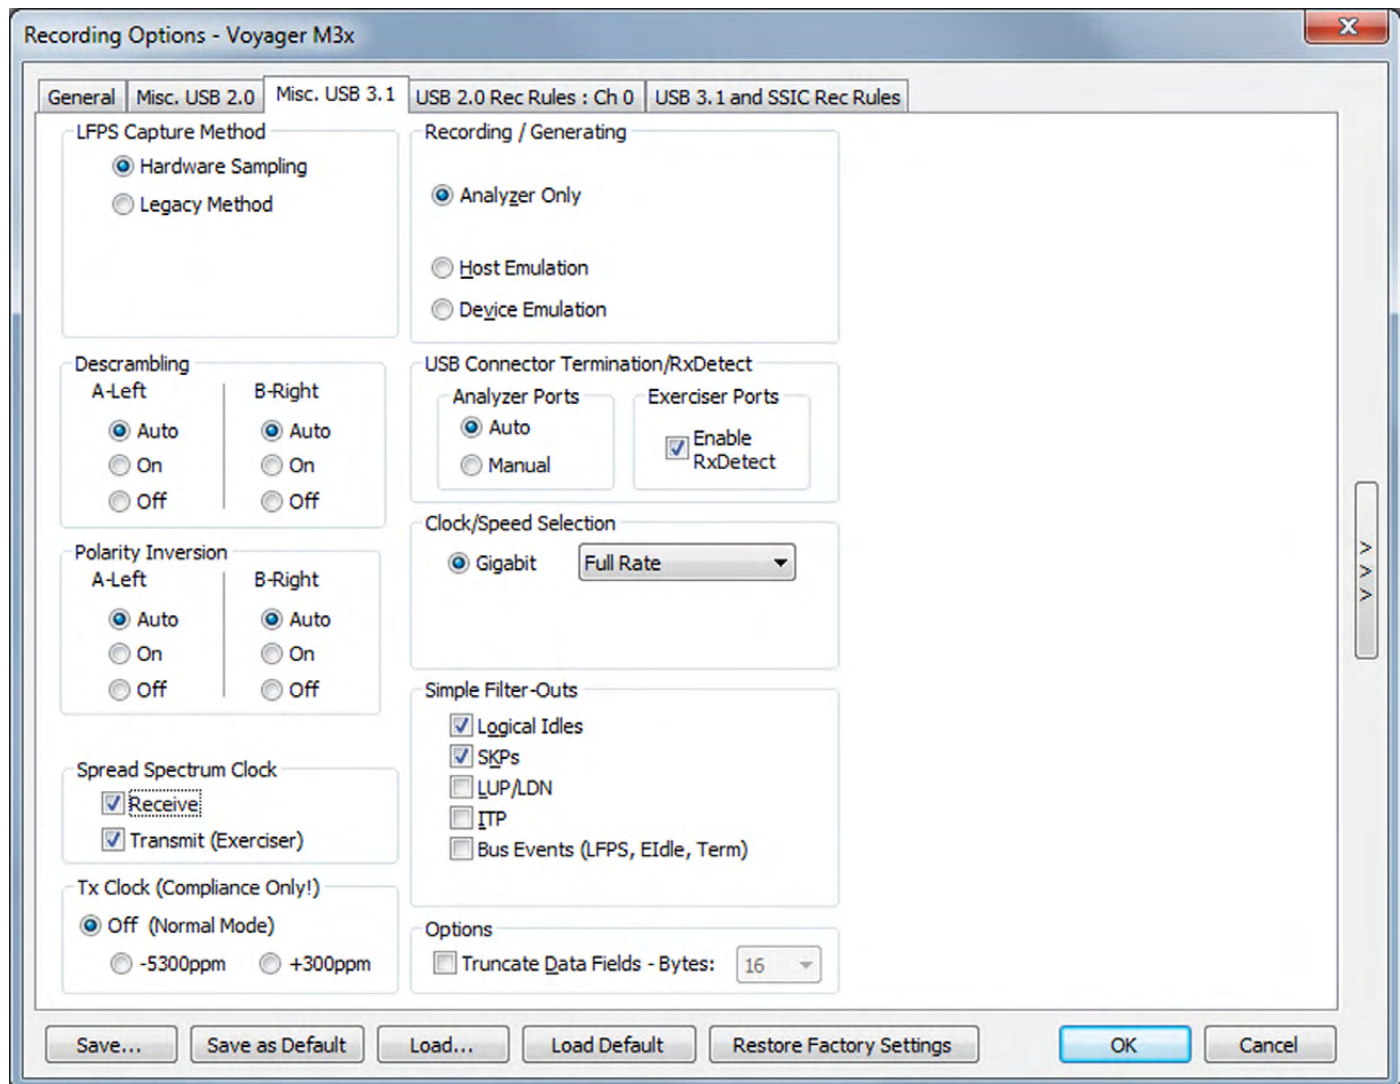 Recording Options - Voyager M3x
X
General Misc. USB 2.0 Misc. USB 3.1 USB 2.0 Rec Rules : Ch 0 USB 3.1 and SSIC Rec Rules
LFPS Capture Method
Hardware Sampling
Legacy Method
Descrambling
A-Left B-Right
Auto Auto
On On
Off Off
Polarity Inversion
A-Left B-Right
Auto Auto
On On
Off Off
Spread Spectrum Clock
Receive
Transmit (Exerciser)
Tx Clock (Compliance Only!)
Off (Normal Mode)
-5300ppm +300ppm
Recording / Generating
Analyzer Only
Host Emulation
Device Emulation
USB Connector Termination/RxDetect
Analyzer Ports
Auto
Manual
Exerciser Ports
Enable
RxDetect
Clock/Speed Selection
Gigabit Full Rate
Simple Filter-Outs
Logical Idles
SKPs
LUP/LDN
ITP
Bus Events (LFPS, EIdle, Term)
Options
Truncate Data Fields - Bytes: 16
>
>
>
Save... Save as Default Load... Load Default Restore Factory Settings OK Cancel